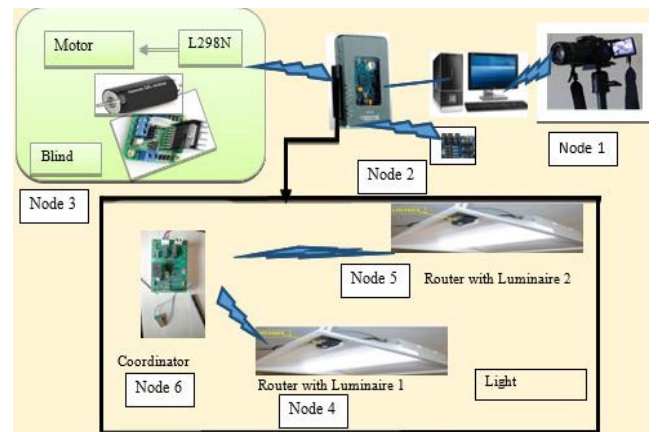 Motor
L298N
Blind
Node 3
Node 2
Node 1
Node 5
Router with Luminaire 2
Coordinator
Node 6
Router with Luminaire 1
Node 4
Light